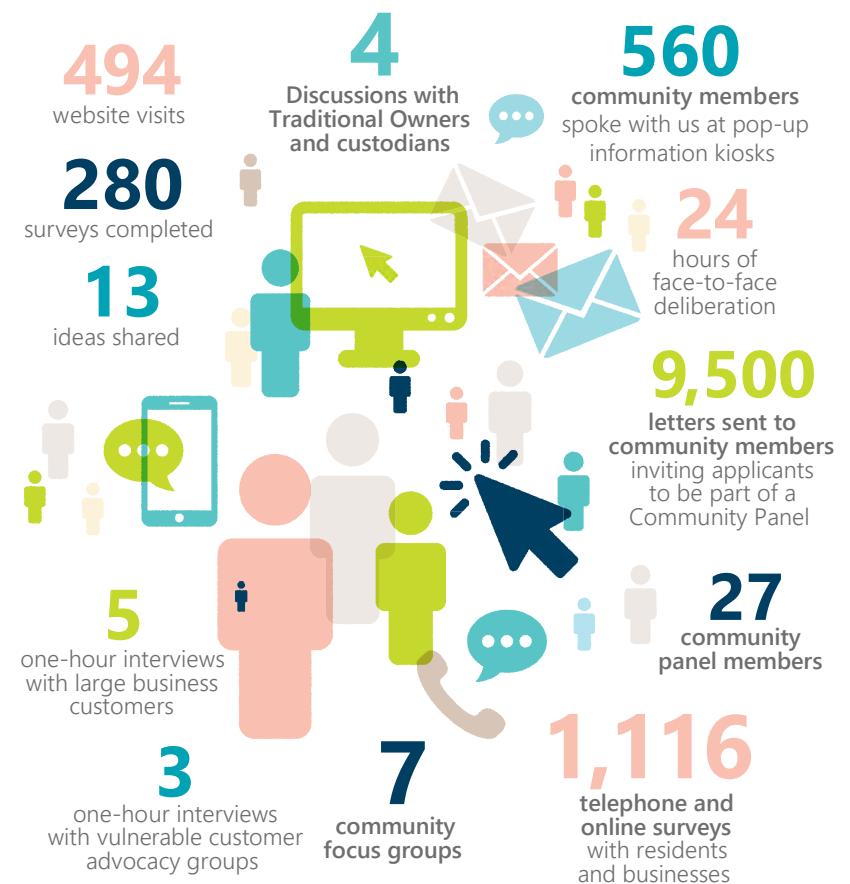 494
website visits
4
Discussions with
Traditional Owners
and custodians
560
community members
spoke with us at pop-up
information kiosks
280
surveys completed
24
hours of
face-to-face
deliberation
13
ideas shared
9,500
letters sent to
community members
inviting applicants
to be part of a
Community Panel
27
community
panel members
5
one-hour interviews
with large business
customers
3
one-hour interviews
with vulnerable customer
advocacy groups
7
community
focus groups
1,116
telephone and
online surveys
with residents
and businesses